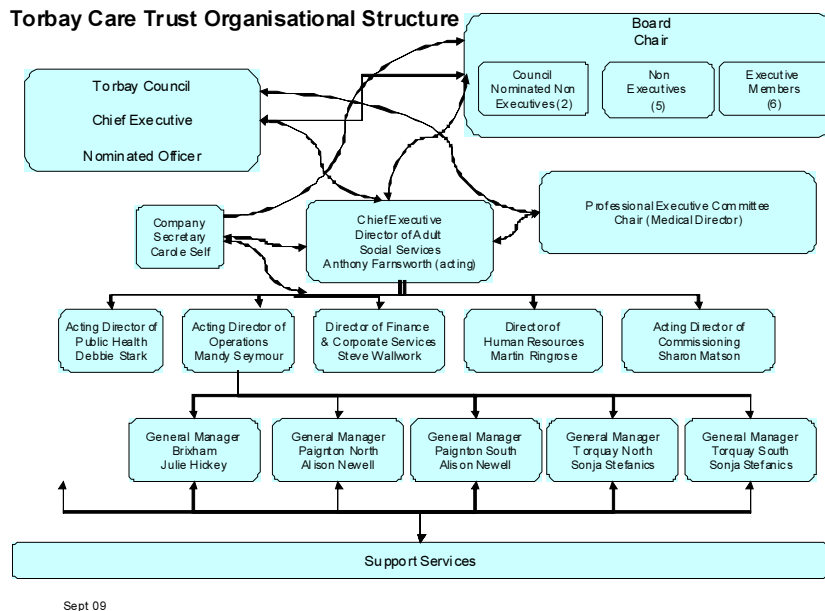 Torbay Care Trust Organisational Structure
Board
Chair
Council
Nominated Non
Executives (2)
Non
Executives
(5)
Executive
Members
(6)
Torbay Council
Chief Executive
Nominated Officer
Company
Secretary
Carole Self
Chief Executive
Director of Adult
Social Services
Anthony Farnsworth (acting)
Professional Executive Committee
Chair (Medical Director)
Acting Director of
Public Health
Debbie Stark
Acting Director of
Operations
Mandy Seymour
Director of Finance
& Corporate Services
Steve Wallwork
Director of
Human Resources
Martin Ringrose
Acting Director of
Commissioning
Sharon Matson
General Manager
Brixham
Julie Hickey
General Manager
Paignton North
Alison Newell
General Manager
Paignton South
Alison Newell
General Manager
Torquay North
Sonja Stefanics
General Manager
Torquay South
Sonja Stefanics
Support Services
Sept 09